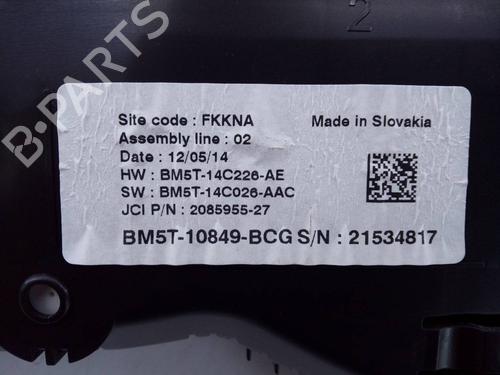 2
B-PARTS
Site code : FKKNA
Made in Slovakia
Assembly line : 02
Date : 12/05/14
HW : BM5T-14C226-AE
SW : BM5T-14C026-AAC
JCI P/N : 2085955-27
BM5T-10849-BCG S/N : 21534817